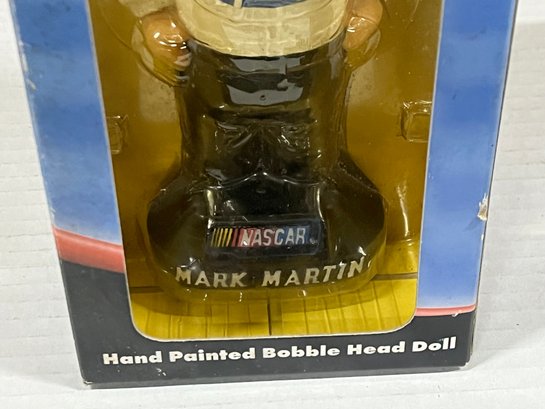 NASCAR
MARK MARTIN
Hand Painted Bobble Head Doll